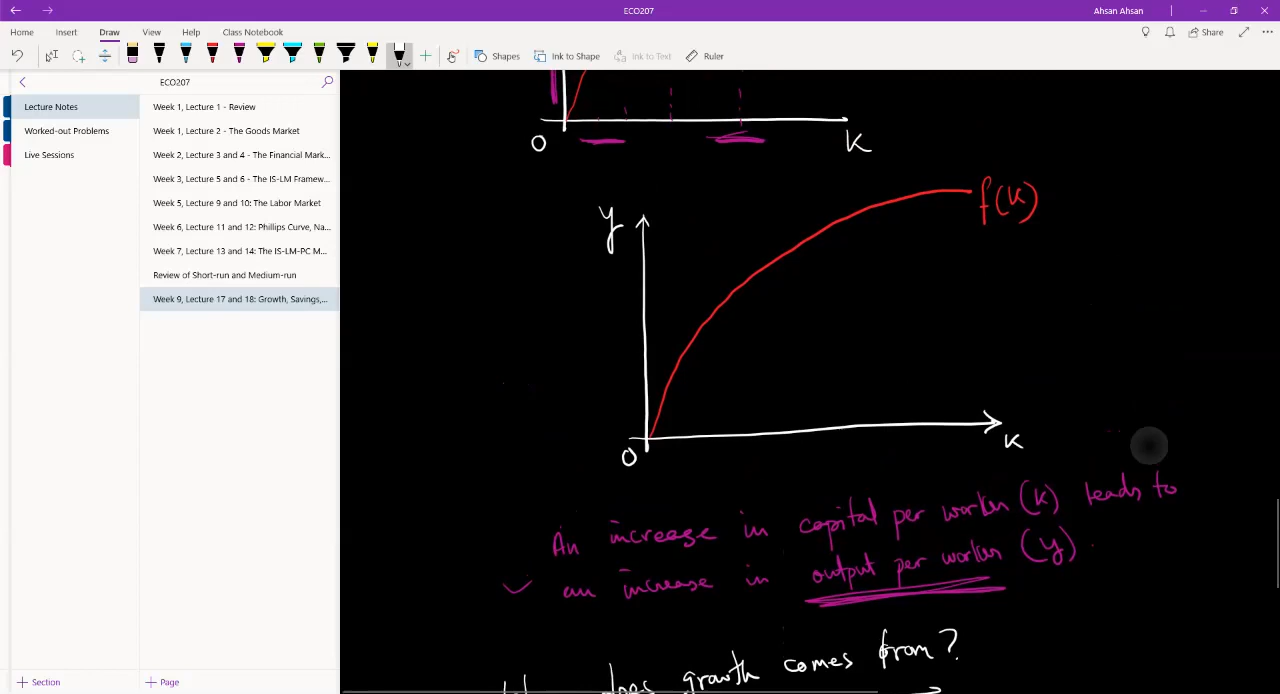 ECO207
Ahsan Ahsan
Home Insert Draw View Help Class Notebook
Share
Shapes Ink to Shape Ink to Text Ruler
ECO207
Lecture Notes
Worked-out Problems
Live Sessions
Week 1, Lecture 1 - Review
Week 1, Lecture 2 - The Goods Market
Week 2, Lecture 3 and 4 - The Financial Mark...
Week 3, Lecture 5 and 6 - The IS-LM Framew...
Week 5, Lecture 9 and 10: The Labor Market
Week 6, Lecture 11 and 12: Phillips Curve, Na...
Week 7, Lecture 13 and 14: The IS-LM-PC M...
Review of Short-run and Medium-run
Week 9, Lecture 17 and 18: Growth, Savings,...
Section
Page
0 K
y
f(K)
0
K
An increase in capital per worker (K) leads to
an increase in output per worker (y).
does growth comes from?